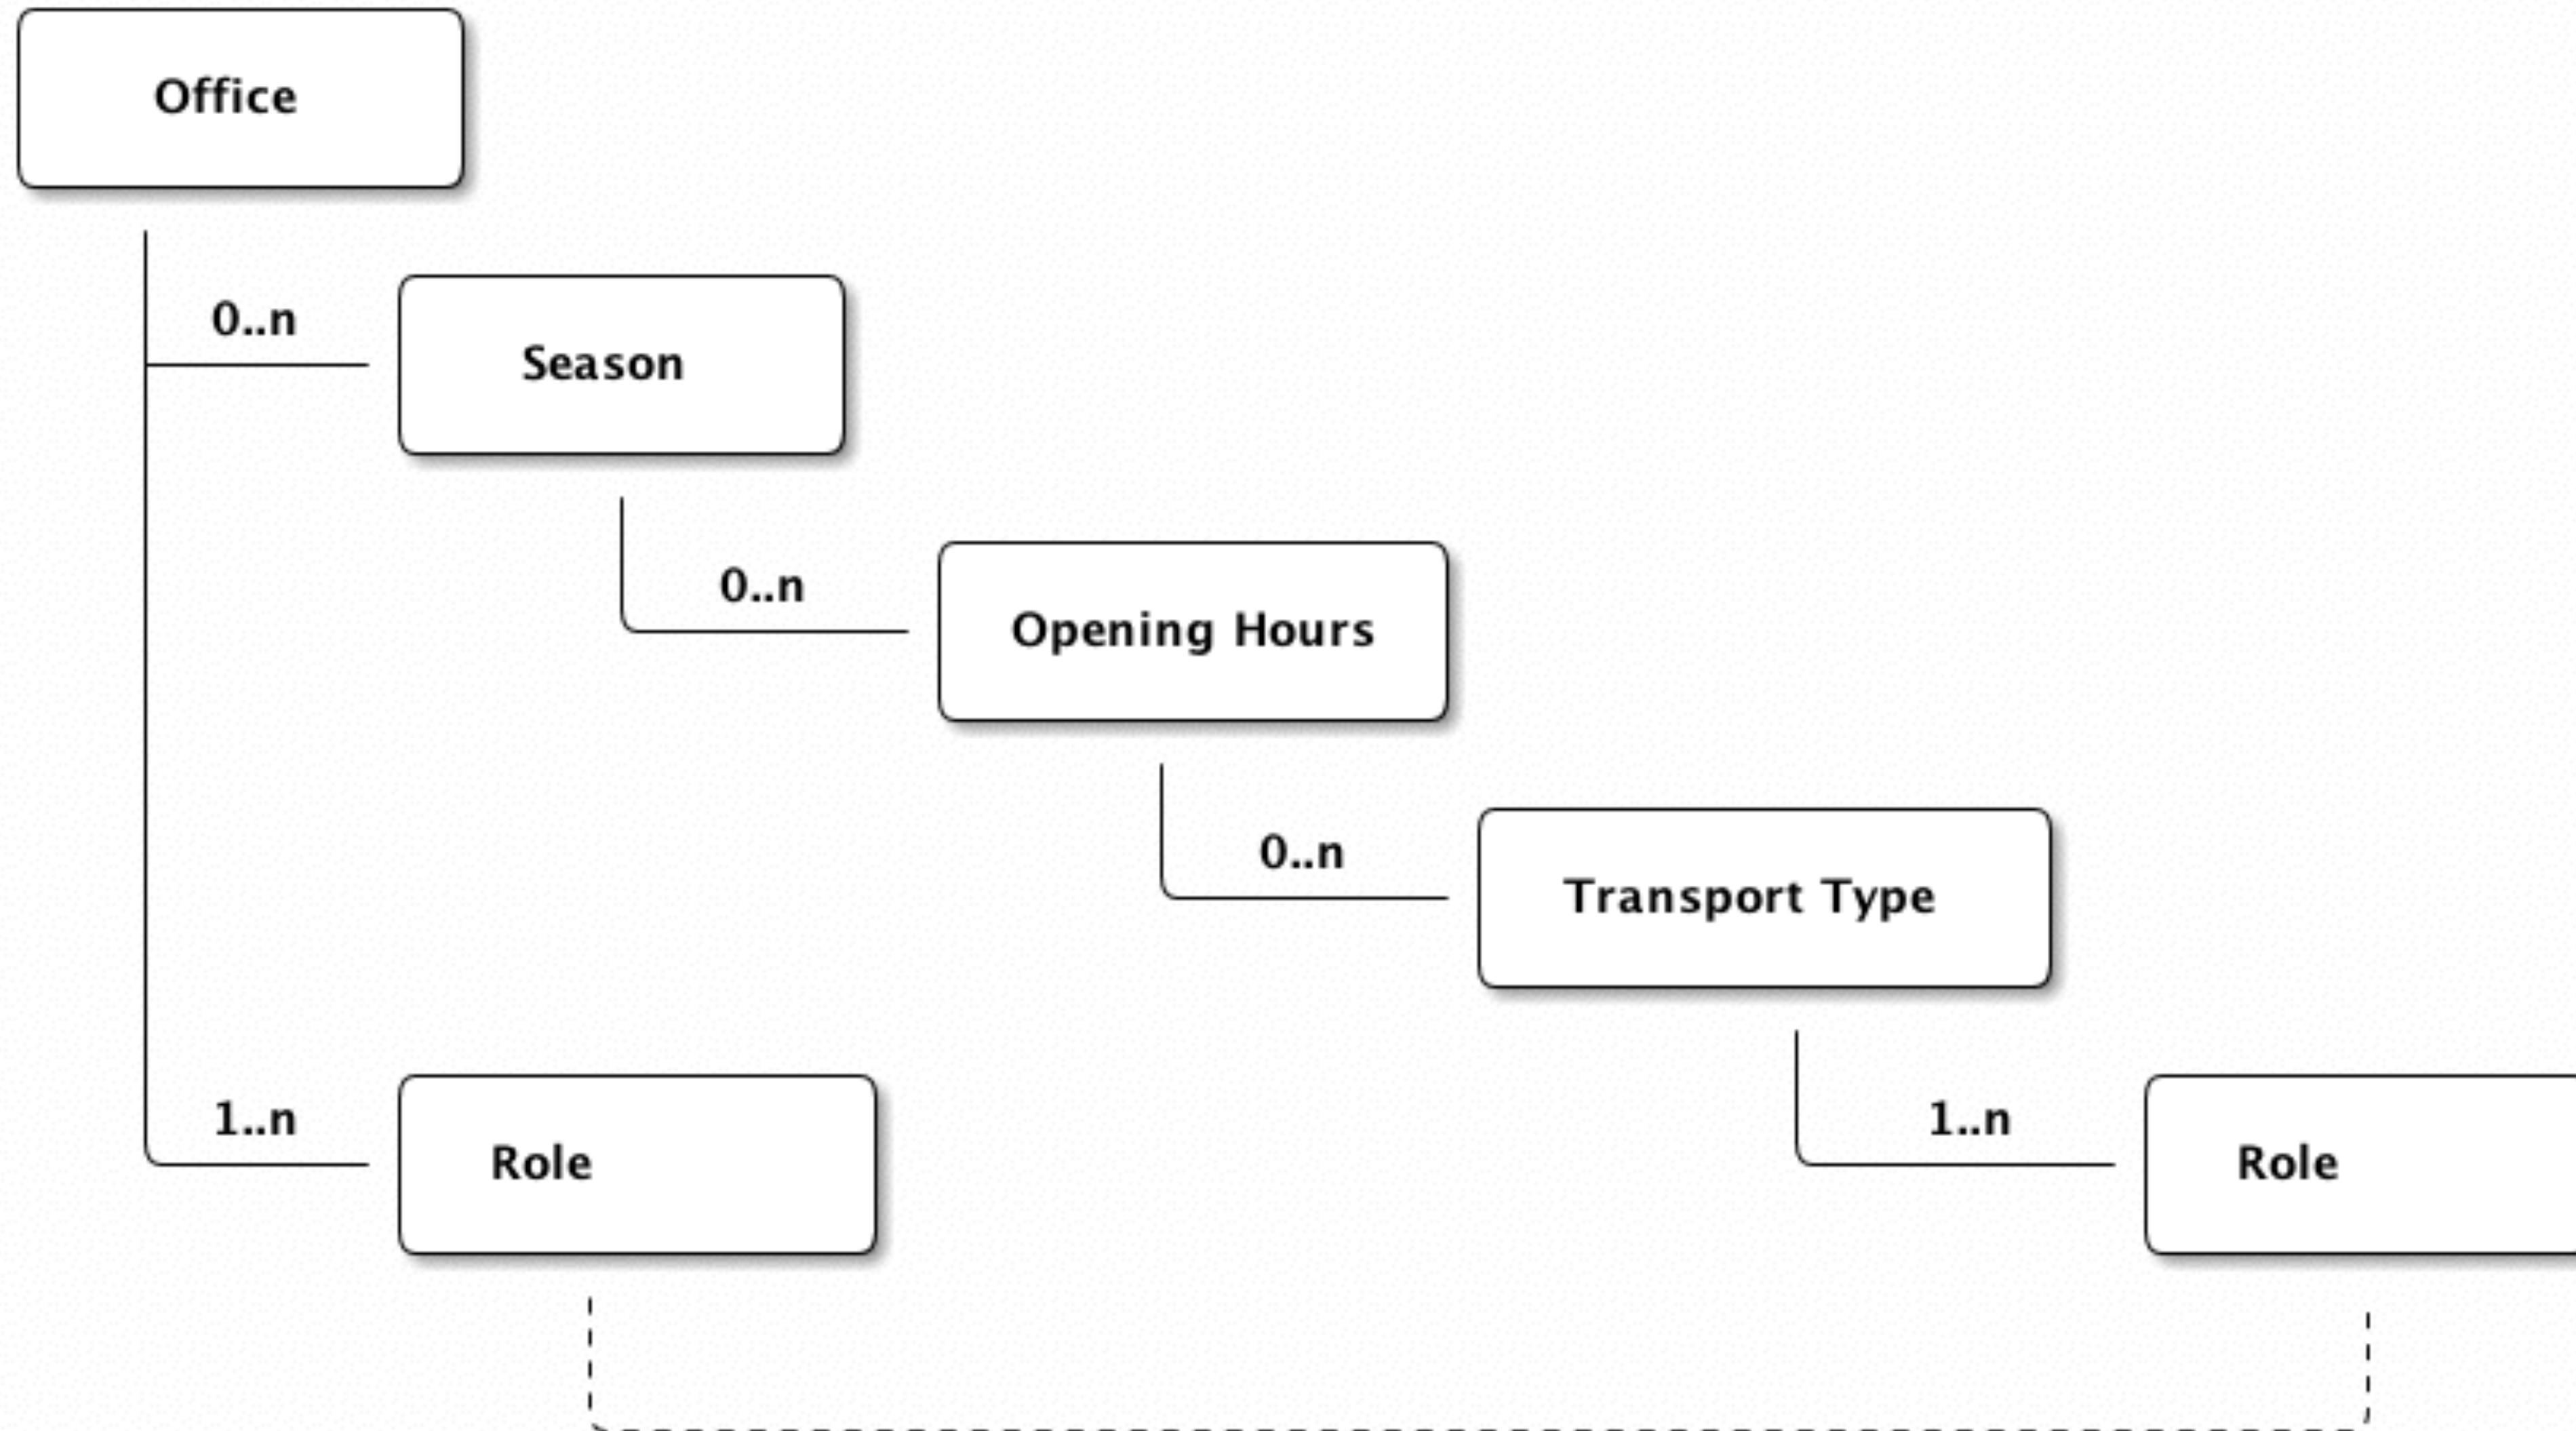 Office
0..n
Season
0..n
Opening Hours
0..n
Transport Type
1..n
Role
1..n
Role